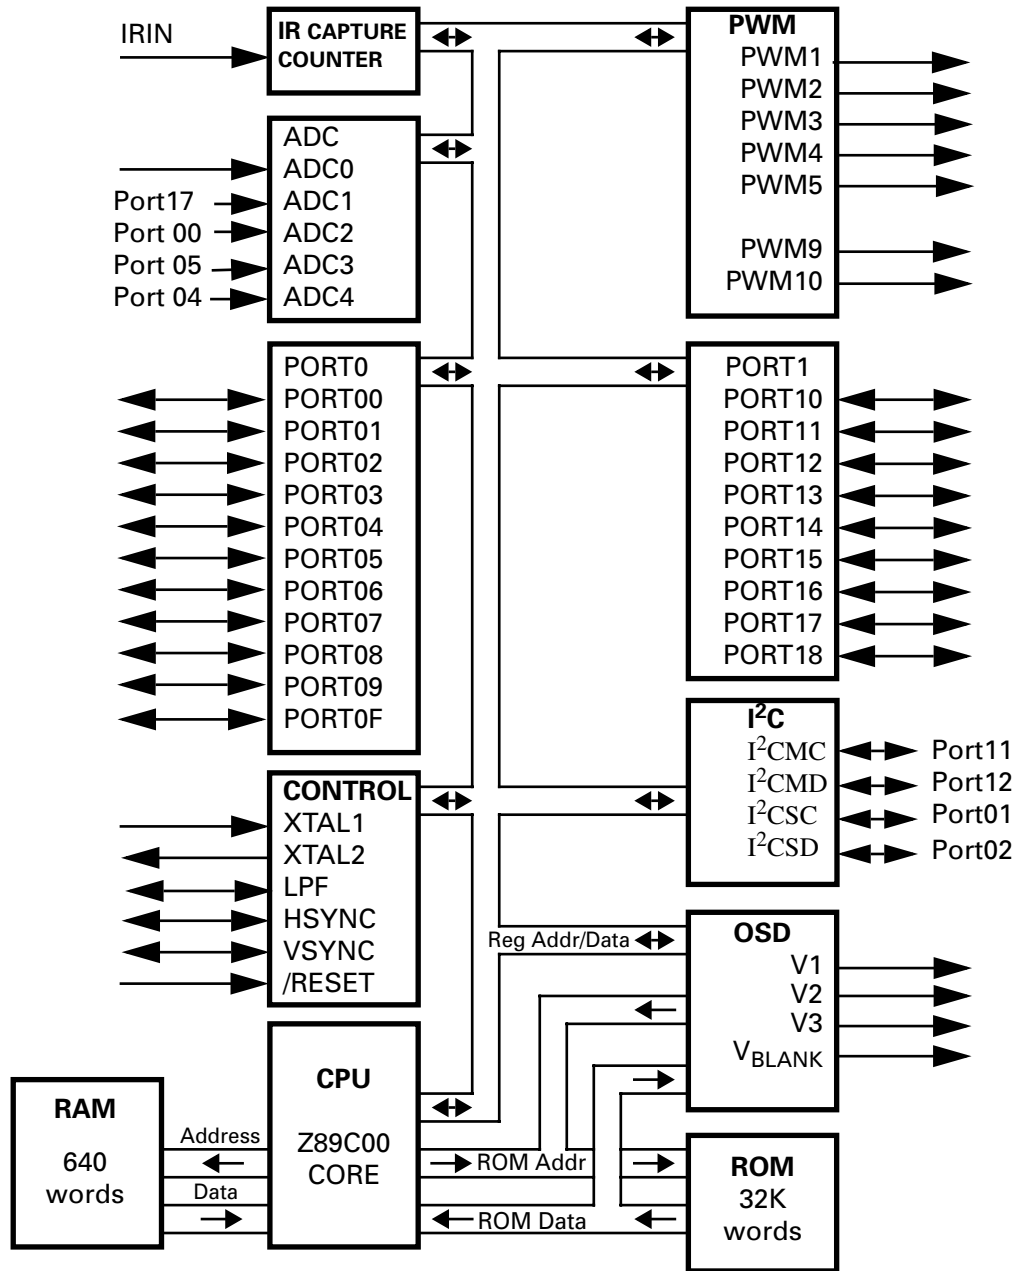 IRIN
IR CAPTURE
COUNTER
PWM
PWM1
PWM2
PWM3
PWM4
PWM5
PWM9
PWM10
ADC
ADC0
Port17 ADC1
Port 00 ADC2
Port 05 ADC3
Port 04 ADC4
PORT0
PORT00
PORT01
PORT02
PORT03
PORT04
PORT05
PORT06
PORT07
PORT08
PORT09
PORT0F
PORT1
PORT10
PORT11
PORT12
PORT13
PORT14
PORT15
PORT16
PORT17
PORT18
I²C
I²CMC Port11
I²CMD Port12
I²CSC Port01
I²CSD Port02
CONTROL
XTAL1
XTAL2
LPF
HSYNC
VSYNC
/RESET
Reg Addr/Data
OSD
V1
V2
V3
VBLANK
CPU
Z89C00
CORE
RAM
640
words
Address
Data
ROM Addr
ROM Data
ROM
32K
words